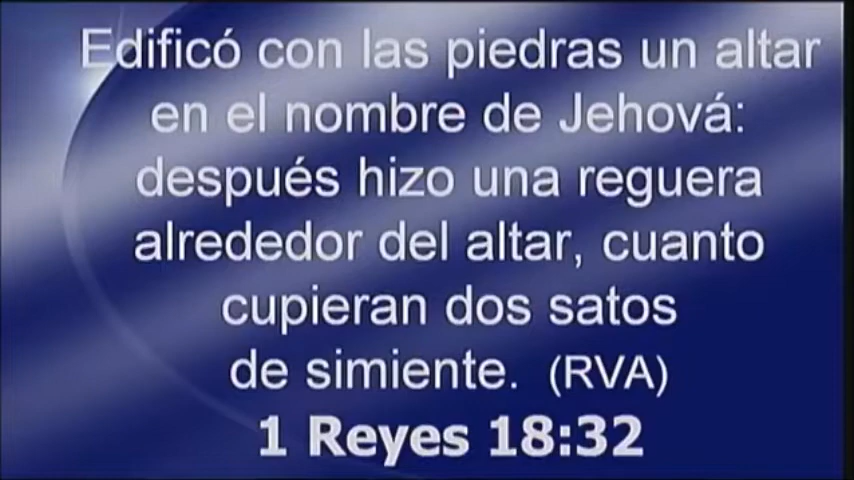 Edificó con las piedras un altar
en el nombre de Jehová:
después hizo una reguera
alrededor del altar, cuanto
cupieran dos satos
de simiente. (RVA)
1 Reyes 18:32